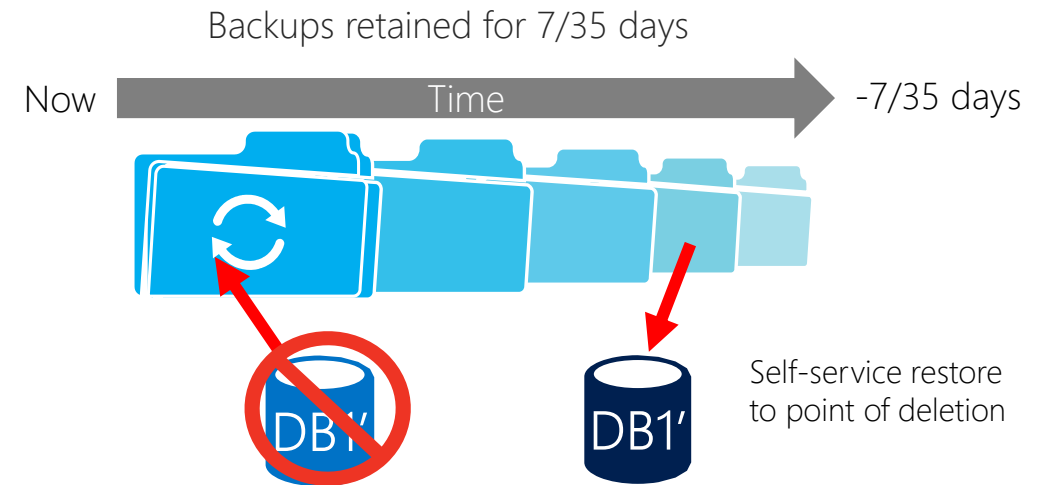 Backups retained for 7/35 days
Now
Time
-7/35 days
DB1’
DB1’
Self-service restore
to point of deletion